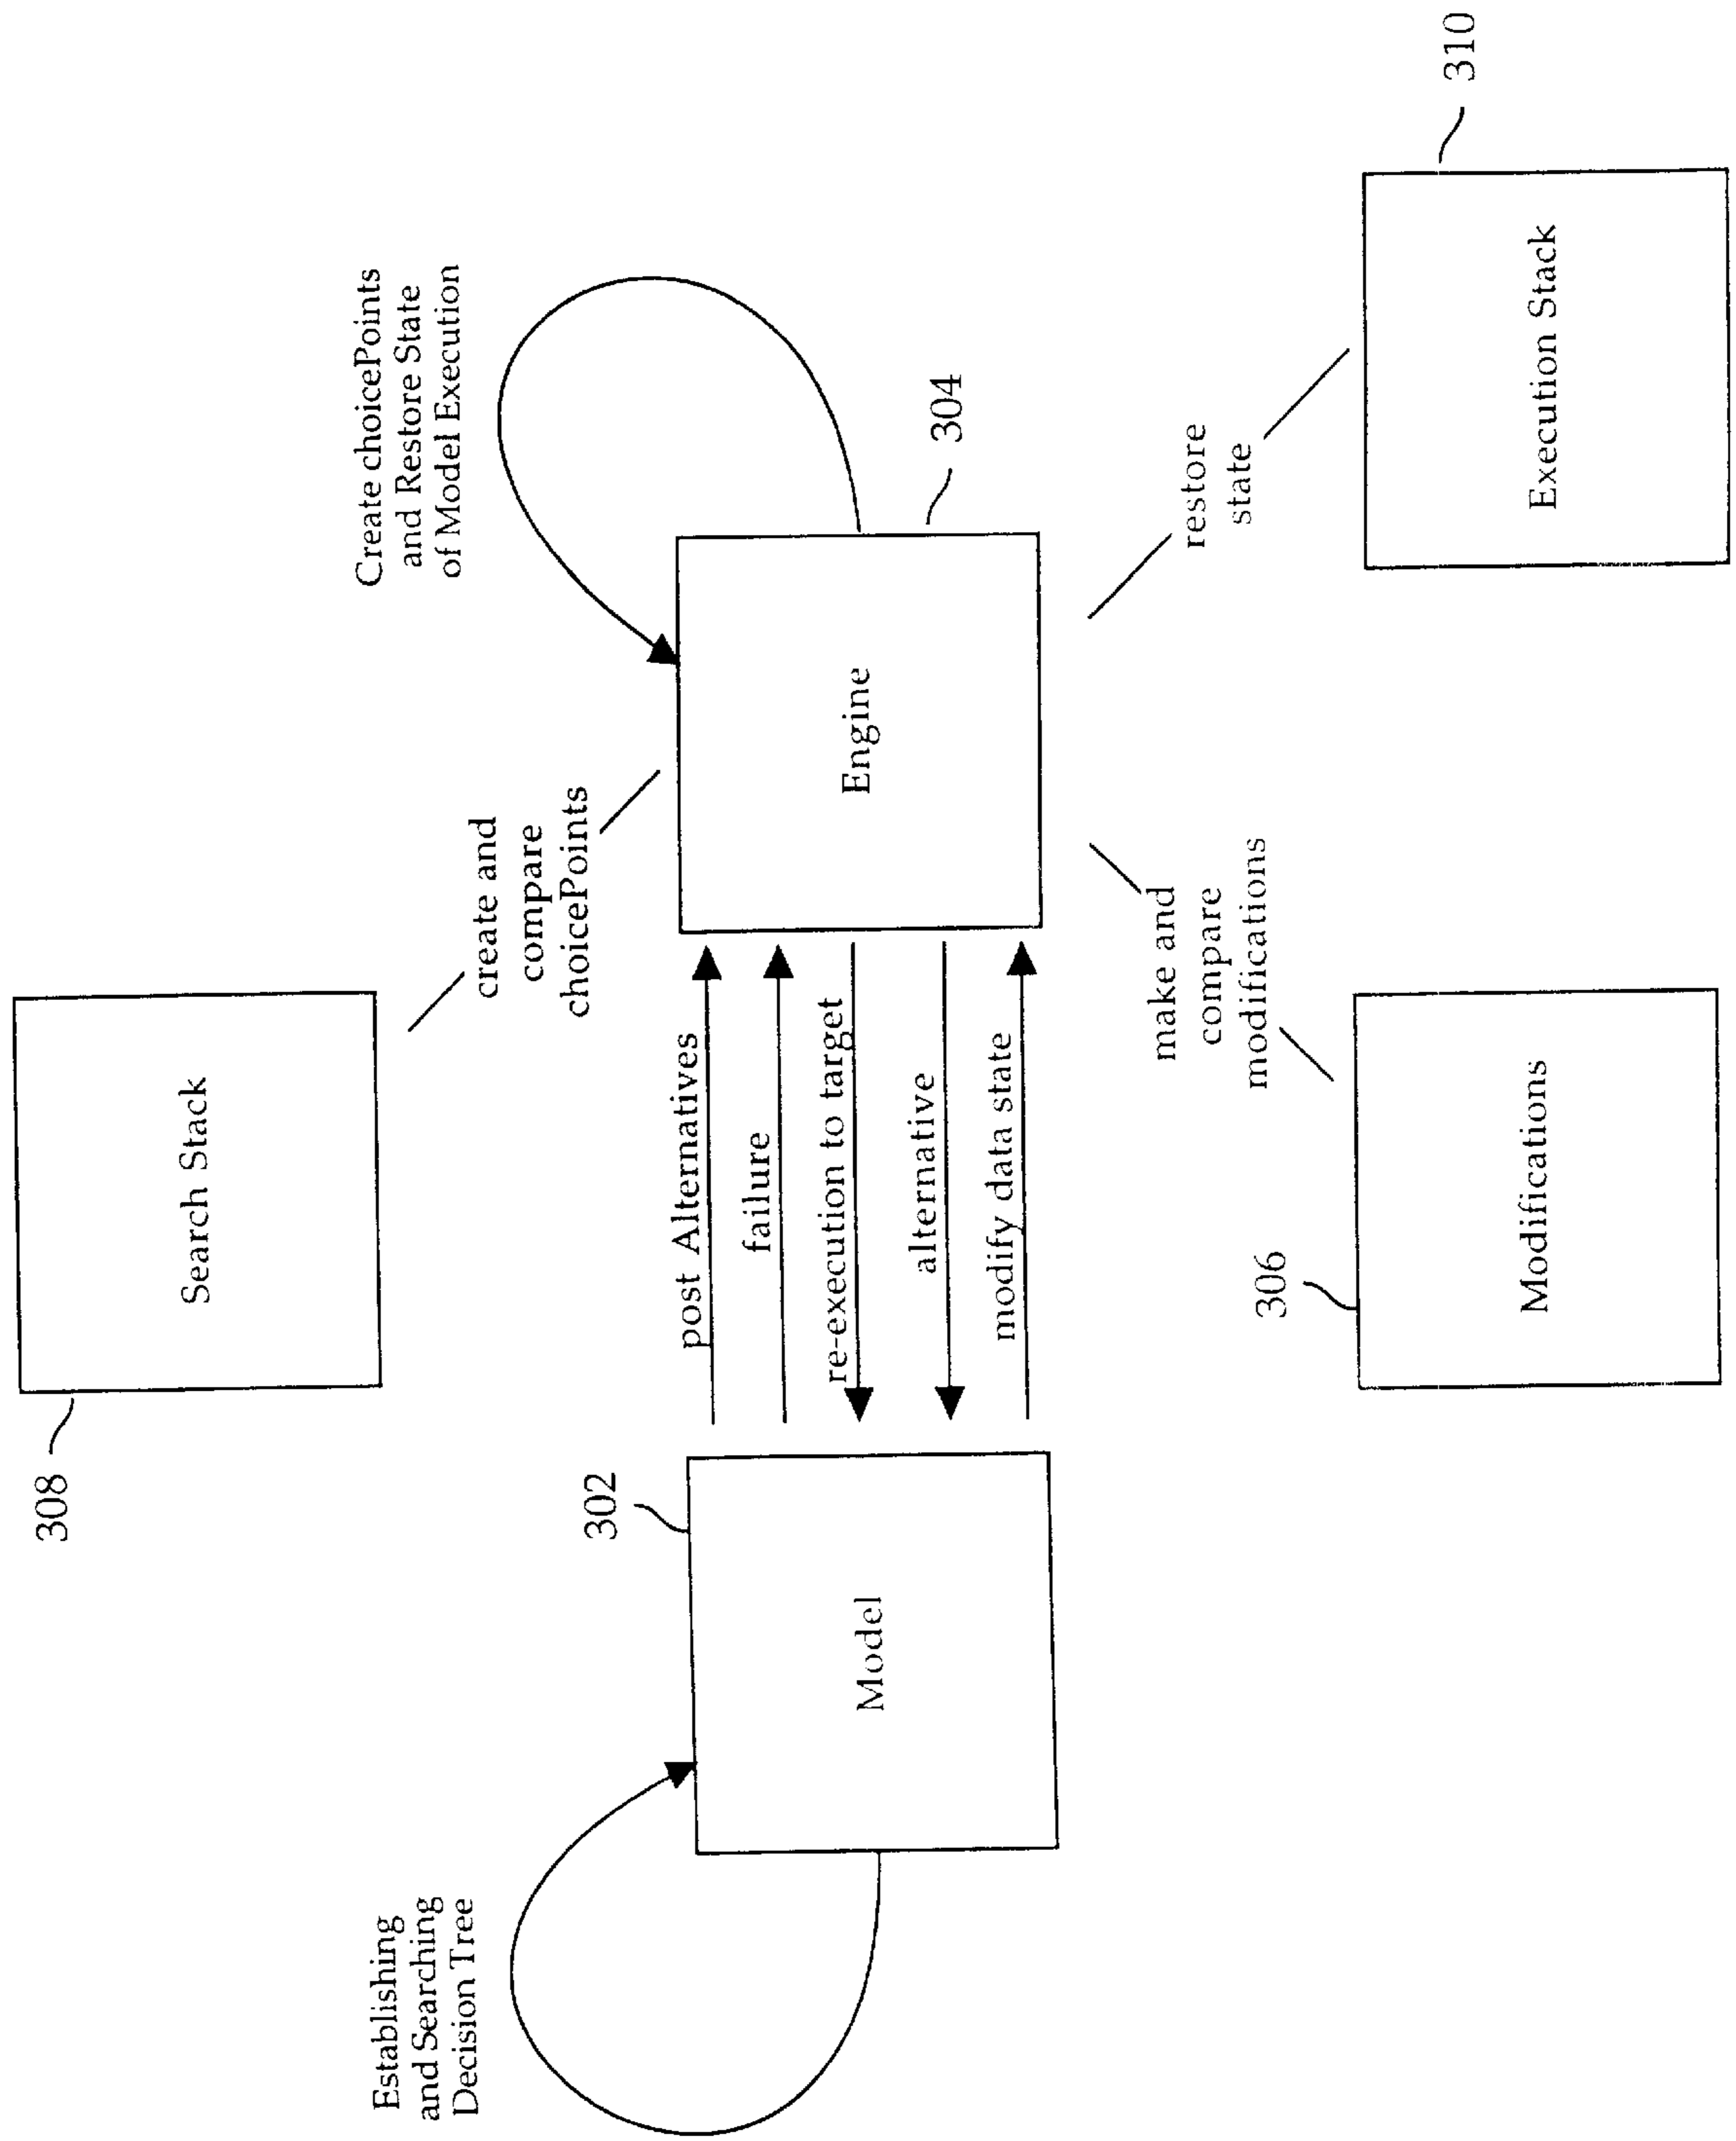 308
Search Stack
create and
compare
choicePoints
Create choicePoints
and Restore State
of Model Execution
Establishing
and Searching
Decision Tree
302
Model
post Alternatives
failure
re-execution to target
alternative
modify data state
Engine
304
306
Modifications
make and
compare
modifications
restore
state
Execution Stack
310